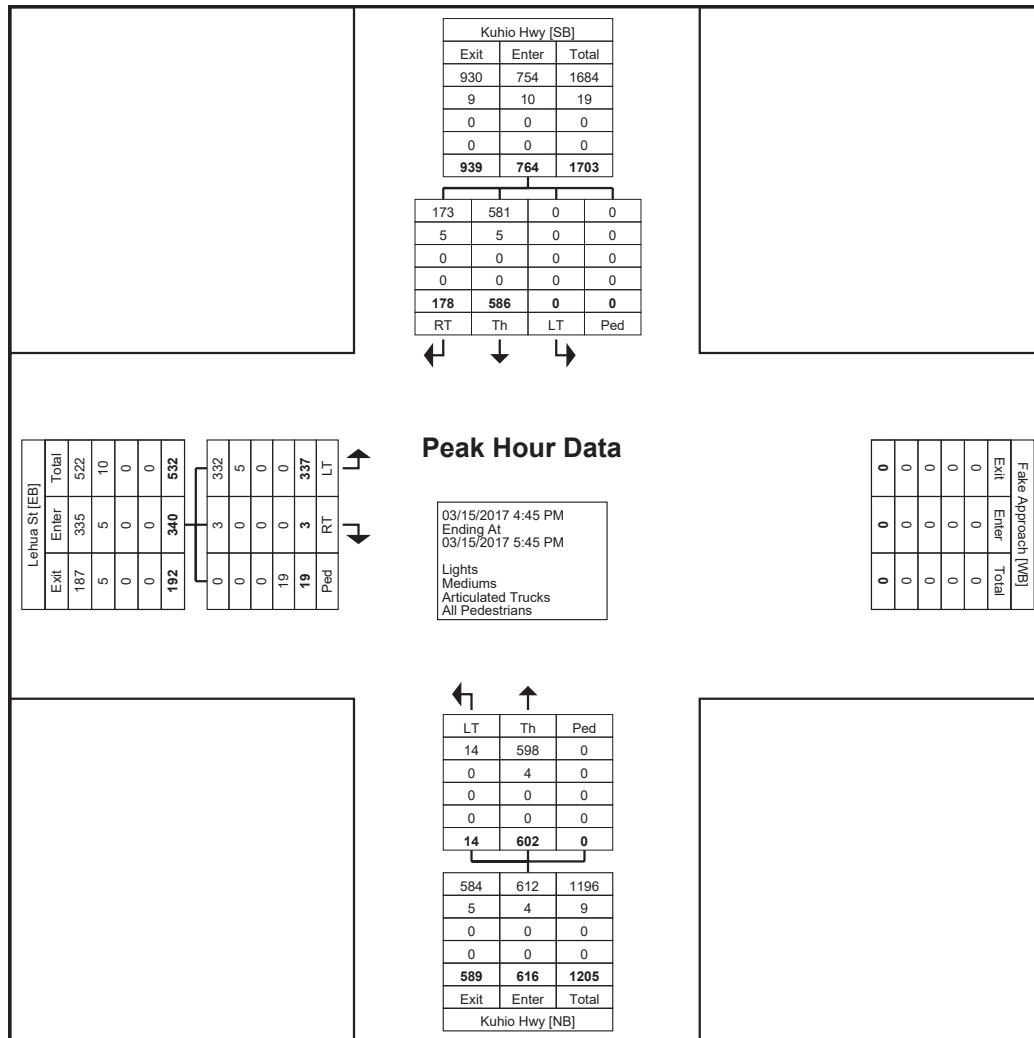 Kuhio Hwy [SB]
Exit Enter Total
930 754 1684
9 10 19
0 0 0
0 0 0
939 764 1703
173 581 0 0
5 5 0 0
0 0 0 0
0 0 0 0
178 586 0 0
RT Th LT Ped
Lehua St [EB]
Total Enter Exit
522 335 187
10 5 5
0 0 0
0 0 0
532 340 192
332 3 0
5 0 0
0 0 0
0 0 19
337 3 19
LT RT Ped
Peak Hour Data
03/15/2017 4:45 PM
Ending At
03/15/2017 5:45 PM
Lights
Mediums
Articulated Trucks
All Pedestrians
Fake Approach [WB]
Exit Enter Total
0 0 0
0 0 0
0 0 0
0 0 0
0 0 0
LT Th Ped
14 598 0
0 4 0
0 0 0
0 0 0
14 602 0
584 612 1196
5 4 9
0 0 0
0 0 0
589 616 1205
Exit Enter Total
Kuhio Hwy [NB]